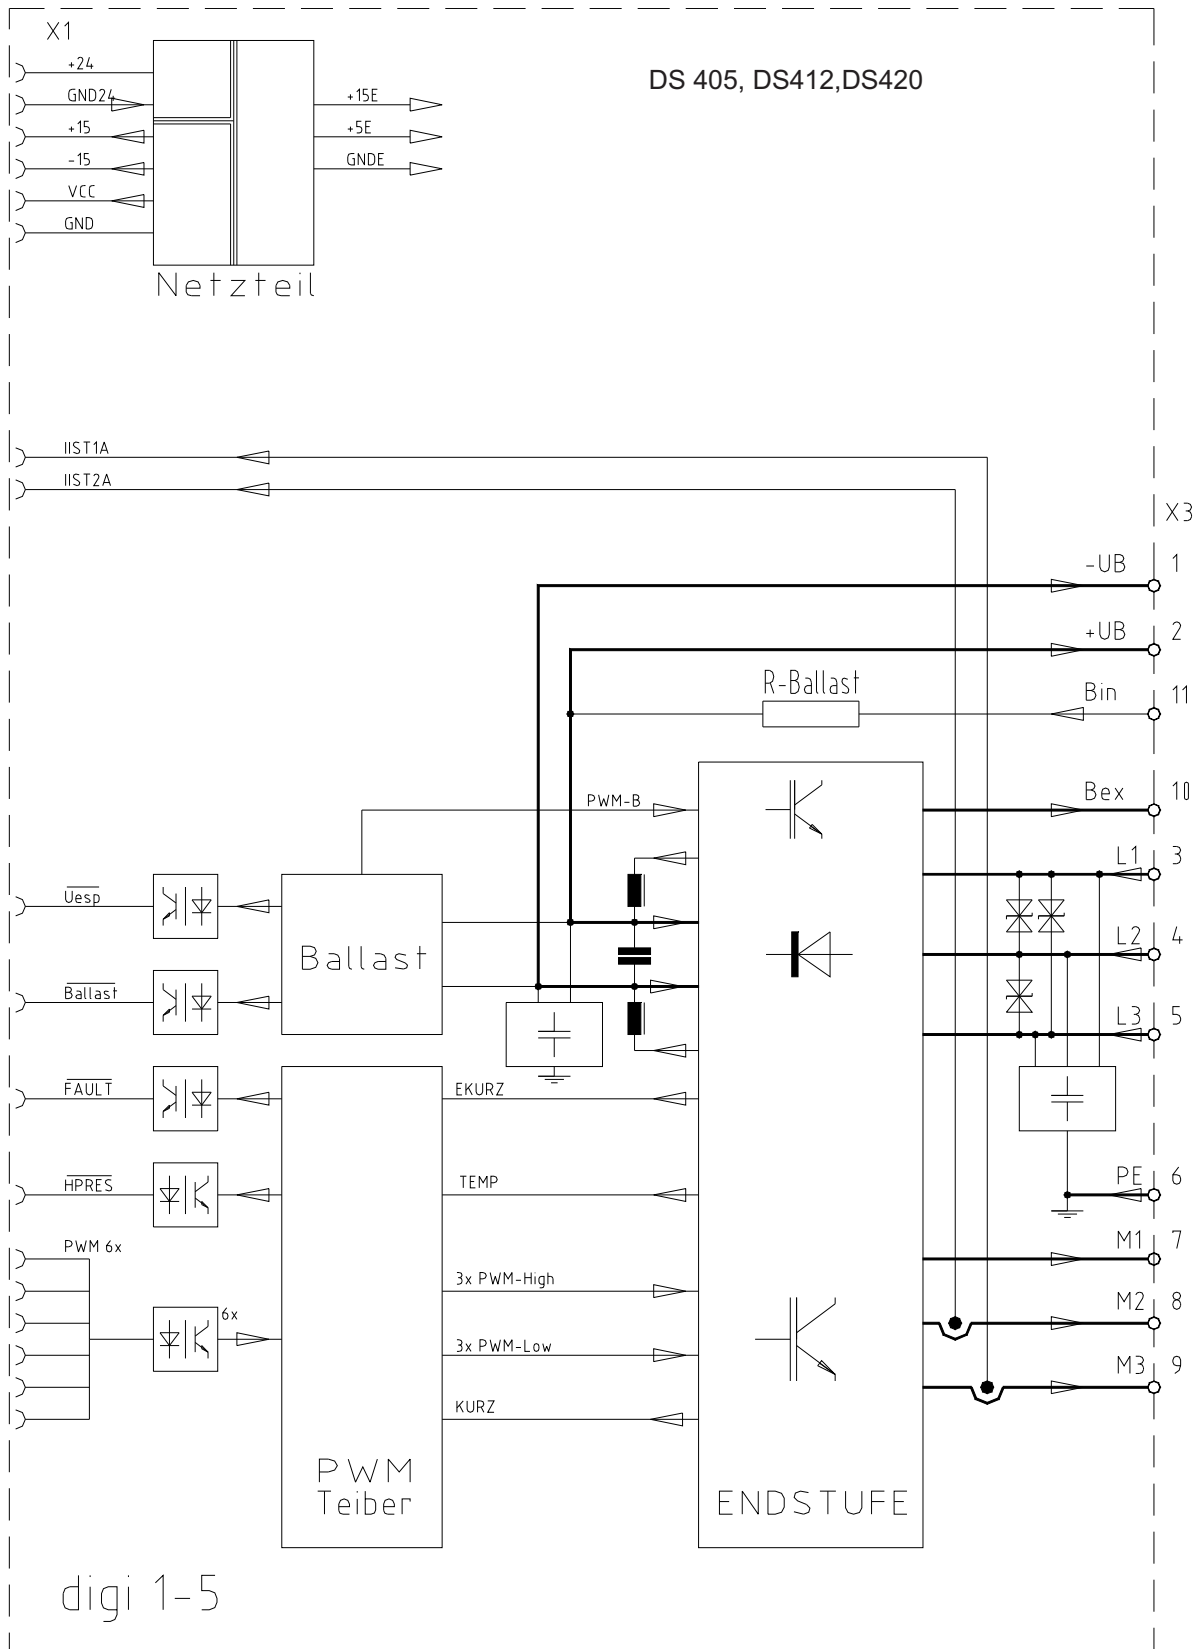 X1
DS 405, DS412,DS420
+24
GND24
+15
-15
VCC
GND
+15E
+5E
GNDE
Netzteil
IIST1A
IIST2A
X3
-UB 1
+UB 2
R-Ballast
Bin 11
PWM-B
Bex 10
L1 3
Uesp
L2 4
Ballast
Ballast
L3 5
FAULT
EKURZ
HPRES
TEMP
PE 6
PWM 6x
M1 7
3x PWM-High
6x
M2 8
3x PWM-Low
M3 9
KURZ
PWM
Teiber
ENDSTUFE
digi 1-5